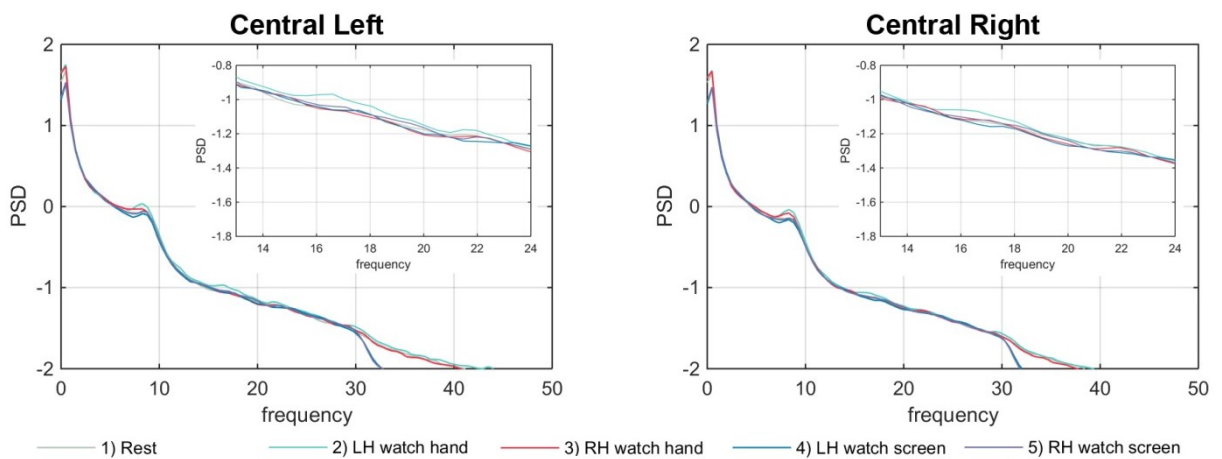 Central Left
Central Right
2
1
0
-1
-2
0 10 20 30 40 50
PSD
frequency
-0.8
-1
-1.2
-1.4
-1.6
-1.8
14 16 18 20 22 24
PSD
frequency
2
1
0
-1
-2
0 10 20 30 40 50
PSD
frequency
-0.8
-1
-1.2
-1.4
-1.6
-1.8
14 16 18 20 22 24
PSD
frequency
1) Rest 2) LH watch hand 3) RH watch hand 4) LH watch screen 5) RH watch screen